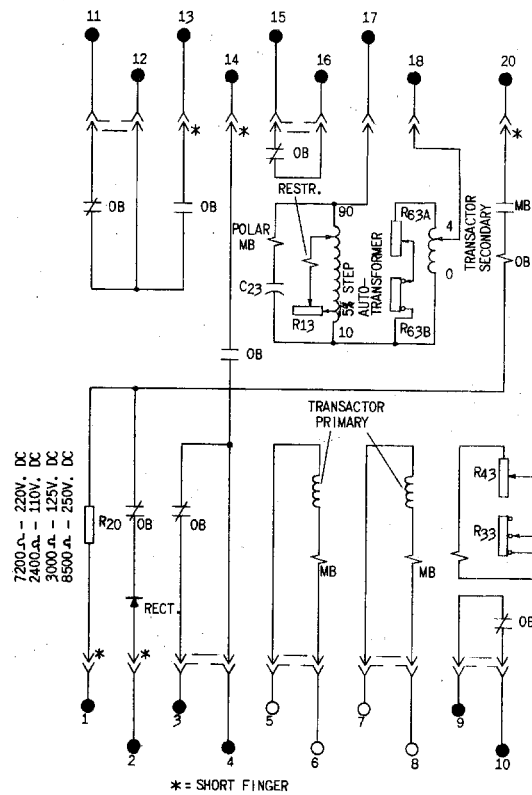 11
12
13
14
15
16
17
18
20
*
*
*
OB
OB
OB
RESTR.
POLAR
MB
C23
90
R13
10
5% STEP
AUTO-
TRANSFORMER
R63A
R63B
4
0
TRANSACTOR
SECONDARY
MB
OB
OB
TRANSACTOR
PRIMARY
7200Ω - 220V. DC
2400Ω - 110V. DC
3000Ω - 125V. DC
8500Ω - 250V. DC
R20
OB
OB
RECT.
MB
MB
R43
R33
OB
*
*
1
2
3
4
5
6
7
8
9
10
* = SHORT FINGER